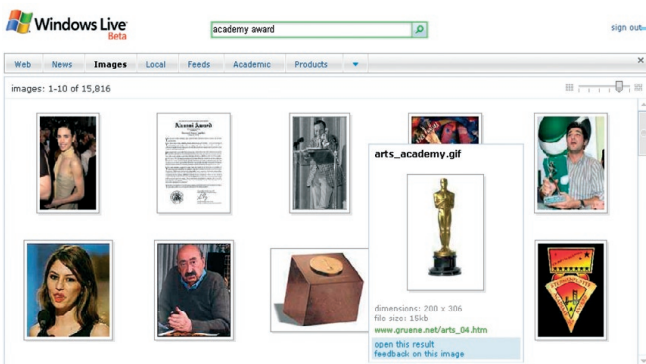 Windows Live
Beta
academy award
sign out
Web News Images Local Feeds Academic Products
images: 1-10 of 15,816
Alumni Award
arts_academy.gif
dimensions: 200 x 306
file size: 15kb
www.gruene.net/arts_04.htm
open this result
feedback on this image